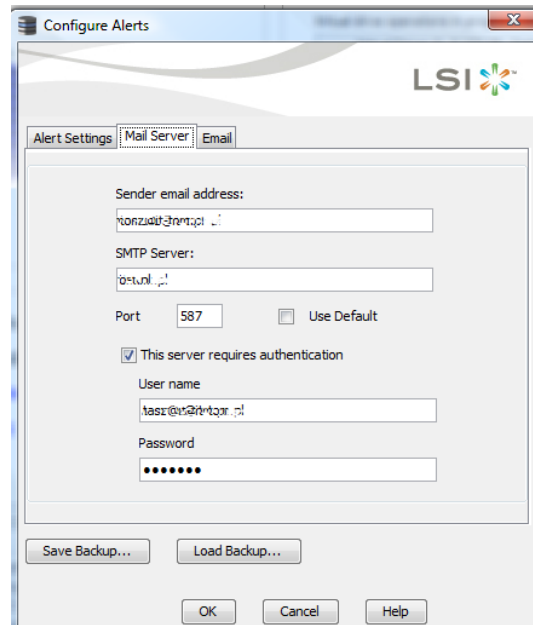 Configure Alerts
LSI
Alert Settings Mail Server Email
Sender email address:
SMTP Server:
Port 587 Use Default
This server requires authentication
User name
Password
•••••••
Save Backup... Load Backup...
OK Cancel Help